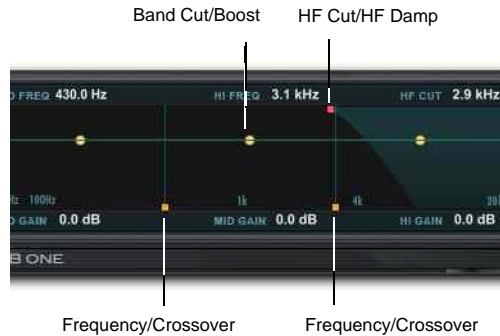 Band Cut/Boost
HF Cut/HF Damp
FREQ 430.0 Hz
HI FREQ 3.1 kHz
HF CUT 2.9 kHz
100Hz 1k 4k
GAIN 0.0 dB
MID GAIN 0.0 dB
HI GAIN 0.0 dB
B ONE
Frequency/Crossover
Frequency/Crossover